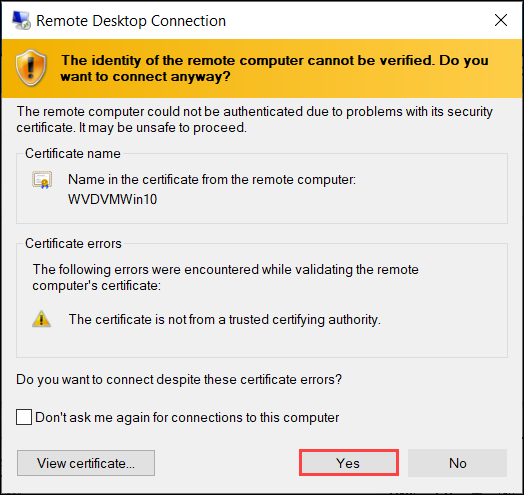 Remote Desktop Connection
The identity of the remote computer cannot be verified. Do you
want to connect anyway?
The remote computer could not be authenticated due to problems with its security
certificate. It may be unsafe to proceed.
Certificate name
Name in the certificate from the remote computer:
WVDVMWin10
Certificate errors
The following errors were encountered while validating the remote
computer's certificate:
The certificate is not from a trusted certifying authority.
Do you want to connect despite these certificate errors?
Don't ask me again for connections to this computer
View certificate...
Yes
No